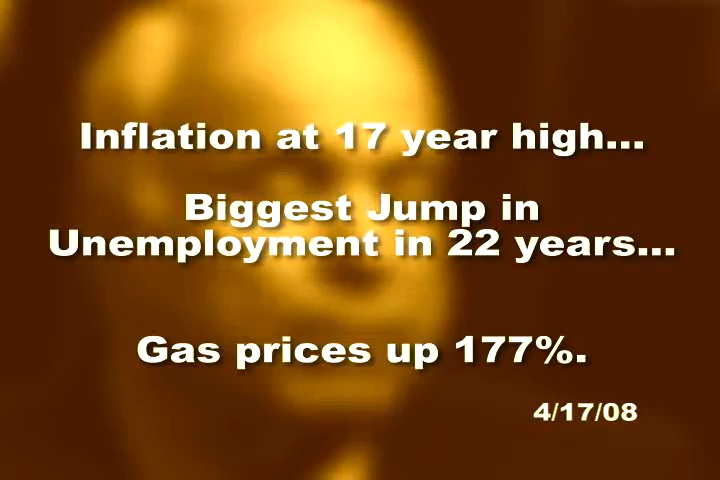 Inflation at 17 year high...
Biggest Jump in
Unemployment in 22 years...
Gas prices up 177%.
4/17/08